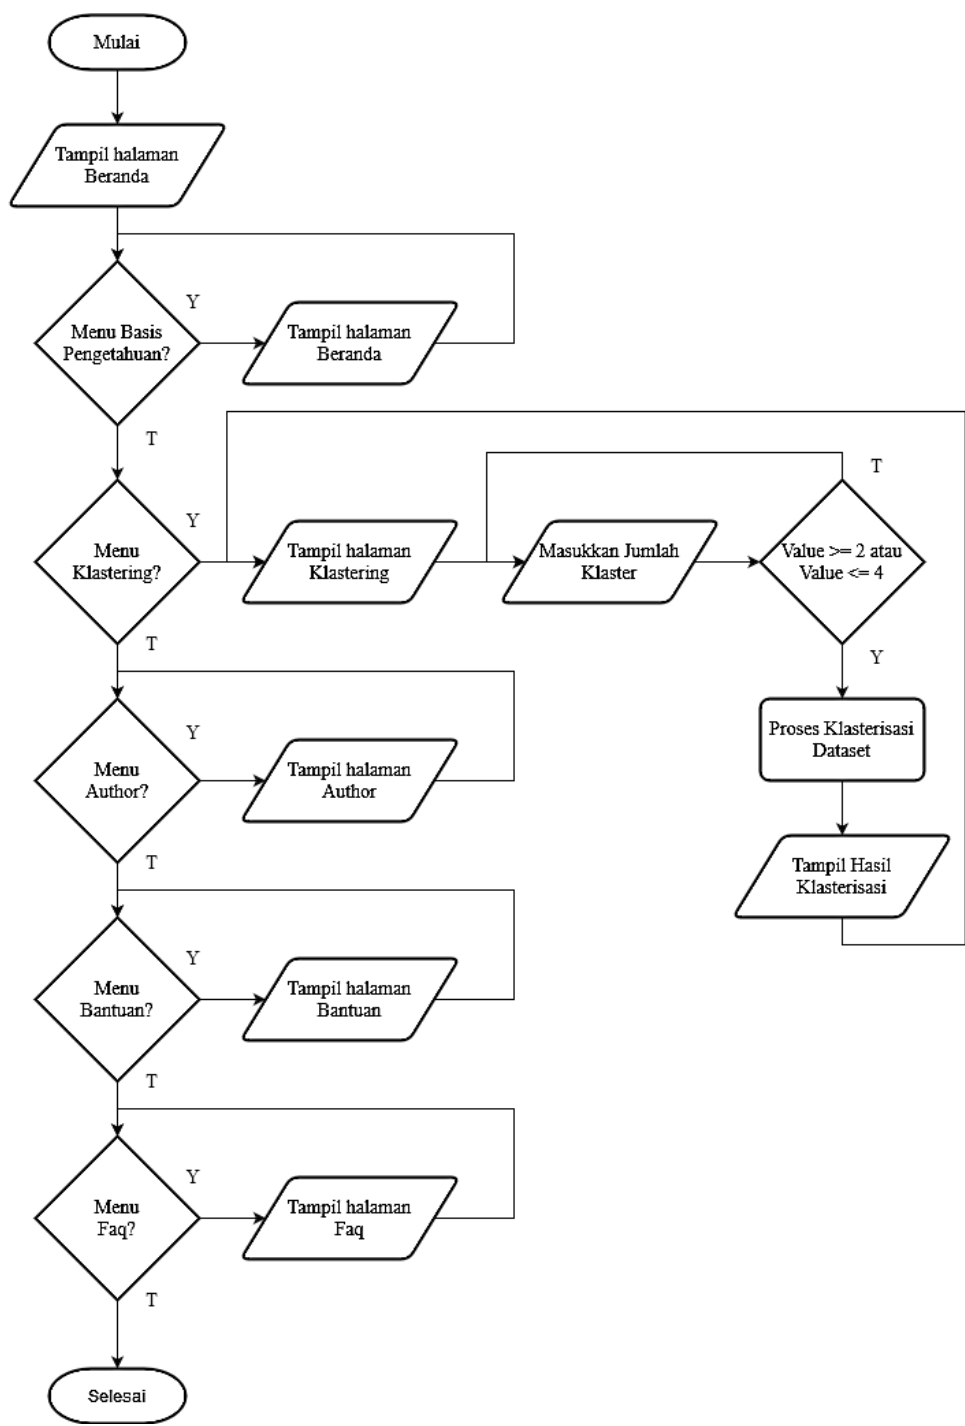 Mulai
Tampil halaman
Beranda
Menu Basis
Pengetahuan?
Y
Tampil halaman
Beranda
T
Menu
Klastering?
Y
Tampil halaman
Klastering
Masukkan Jumlah
Klaster
Value >= 2 atau
Value <= 4
T
Y
Proses Klasterisasi
Dataset
Tampil Hasil
Klasterisasi
T
Menu
Author?
Y
Tampil halaman
Author
T
Menu
Bantuan?
Y
Tampil halaman
Bantuan
T
Menu
Faq?
Y
Tampil halaman
Faq
T
Selesai